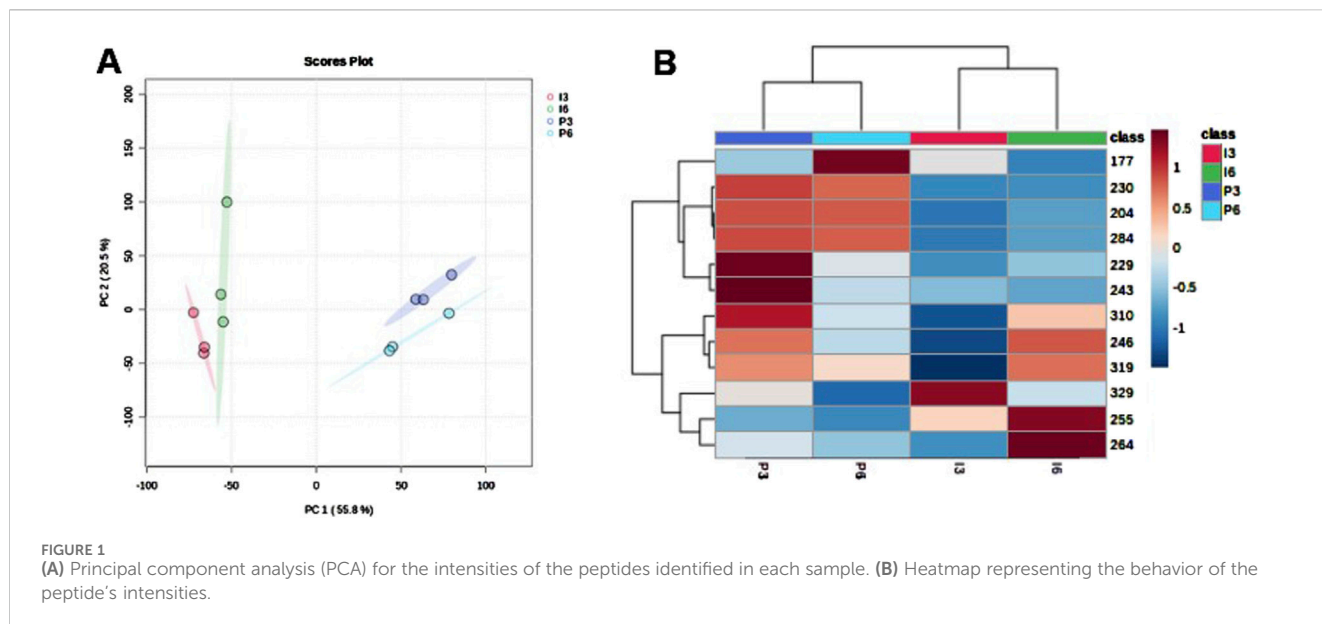 A
Scores Plot
PC 2 ( 20.5 %)
200
150
100
50
0
-50
-100
-100
-50
0
50
100
PC 1 ( 55.8 %)
I3
I6
P3
P6
B
class
177
230
204
284
229
243
310
246
319
329
255
264
P3
P6
I3
I6
1
0.5
0
-0.5
-1
class
I3
I6
P3
P6
FIGURE 1
(A) Principal component analysis (PCA) for the intensities of the peptides identified in each sample. (B) Heatmap representing the behavior of the
peptide's intensities.